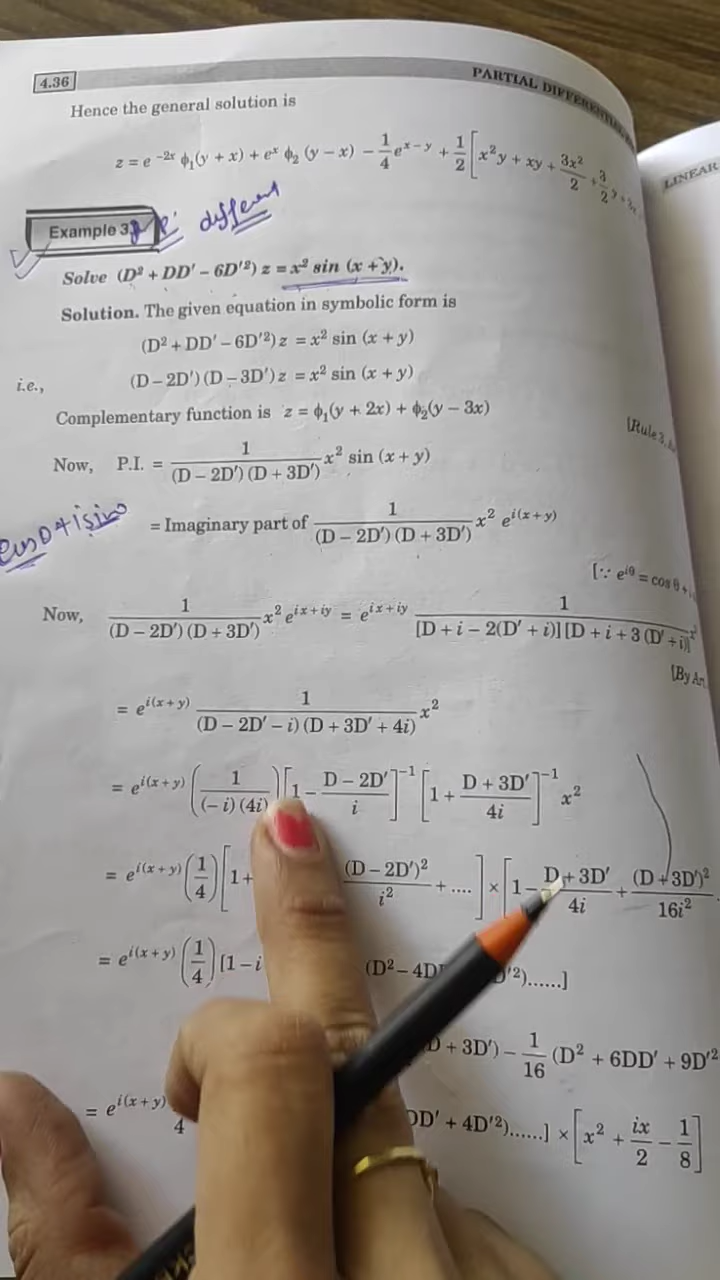 4.36
PARTIAL DIFFEREN
Hence the general solution is
z = e⁻²ˣ ϕ₁(y + x) + eˣ ϕ₂ (y − x) − 1/4 eˣ⁻ʸ + 1/2 [x²y + xy + 3x²/2 + 3/2 y +
LINEAR
Example 3
different
Solve (D² + DD′ − 6D′²) z = x² sin (x + y).
Solution. The given equation in symbolic form is
(D² + DD′ − 6D′²) z = x² sin (x + y)
i.e., (D − 2D′) (D − 3D′) z = x² sin (x + y)
Complementary function is z = ϕ₁(y + 2x) + ϕ₂(y − 3x)
[Rule 3,
Now, P.I. = 1/((D − 2D′) (D + 3D′)) x² sin (x + y)
= Imaginary part of 1/((D − 2D′) (D + 3D′)) x² e^{i(x + y)}
[∵ e^{iθ} = cos θ +
Now, 1/((D − 2D′) (D + 3D′)) x² e^{ix + iy} = e^{ix + iy} 1/([D + i − 2(D′ + i)] [D + i + 3 (D′ + i)]
[By
= e^{i(x + y)} 1/((D − 2D′ − i) (D + 3D′ + 4i)) x²
= e^{i(x + y)} (1/((− i) (4i))) [1 − (D − 2D′)/i]⁻¹ [1 + (D + 3D′)/4i]⁻¹ x²
= e^{i(x + y)} (1/4) [1 + (D − 2D′)²/i² + ....] × [1 − (D + 3D′)/4i + (D + 3D′)²/16i²
= e^{i(x + y)} (1/4) [1 − i (D² − 4D ′²)......]
+ 3D′) − 1/16 (D² + 6DD′ + 9D′²
= e^{i(x + y)}/4 DD′ + 4D′²)......] × [x² + ix/2 − 1/8]